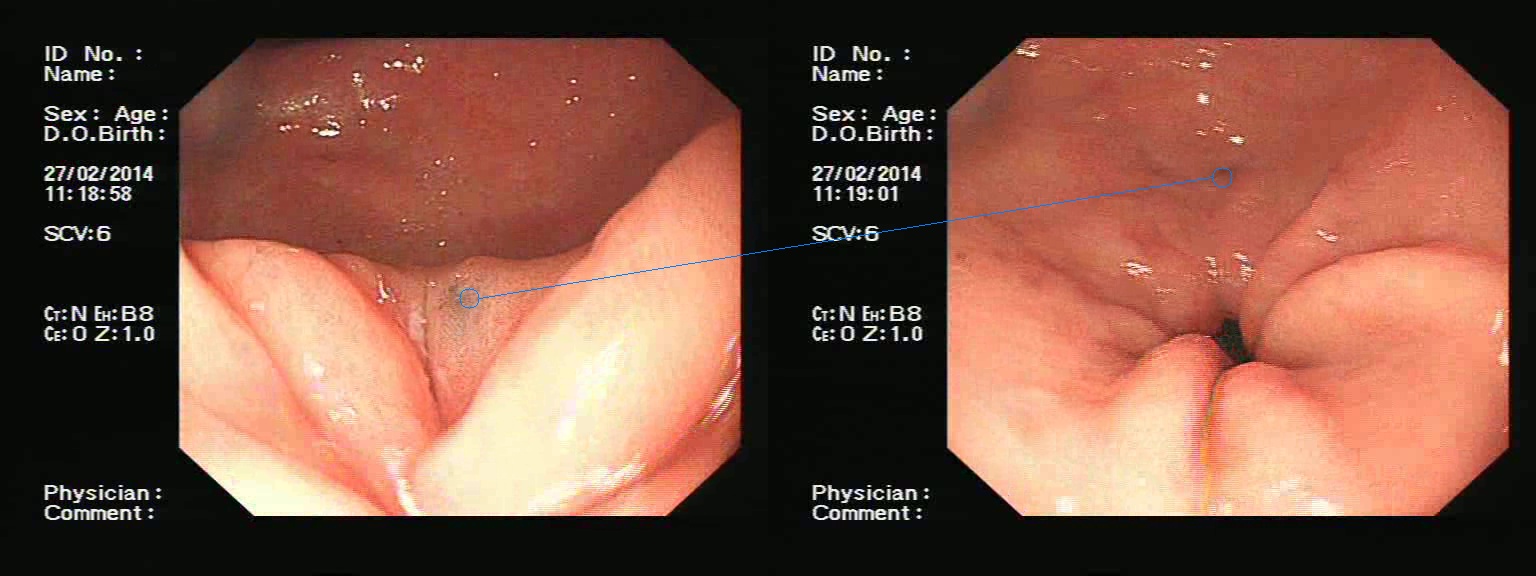 ID No. :
Name :
Sex: Age:
D.O.Birth:
27/02/2014
11:18:58
SCV:6
CT:N EH:B8
CE:0 Z:1.0
Physician:
Comment:
ID No. :
Name :
Sex: Age:
D.O.Birth:
27/02/2014
11:19:01
SCV:6
CT:N EH:B8
CE:0 Z:1.0
Physician:
Comment: